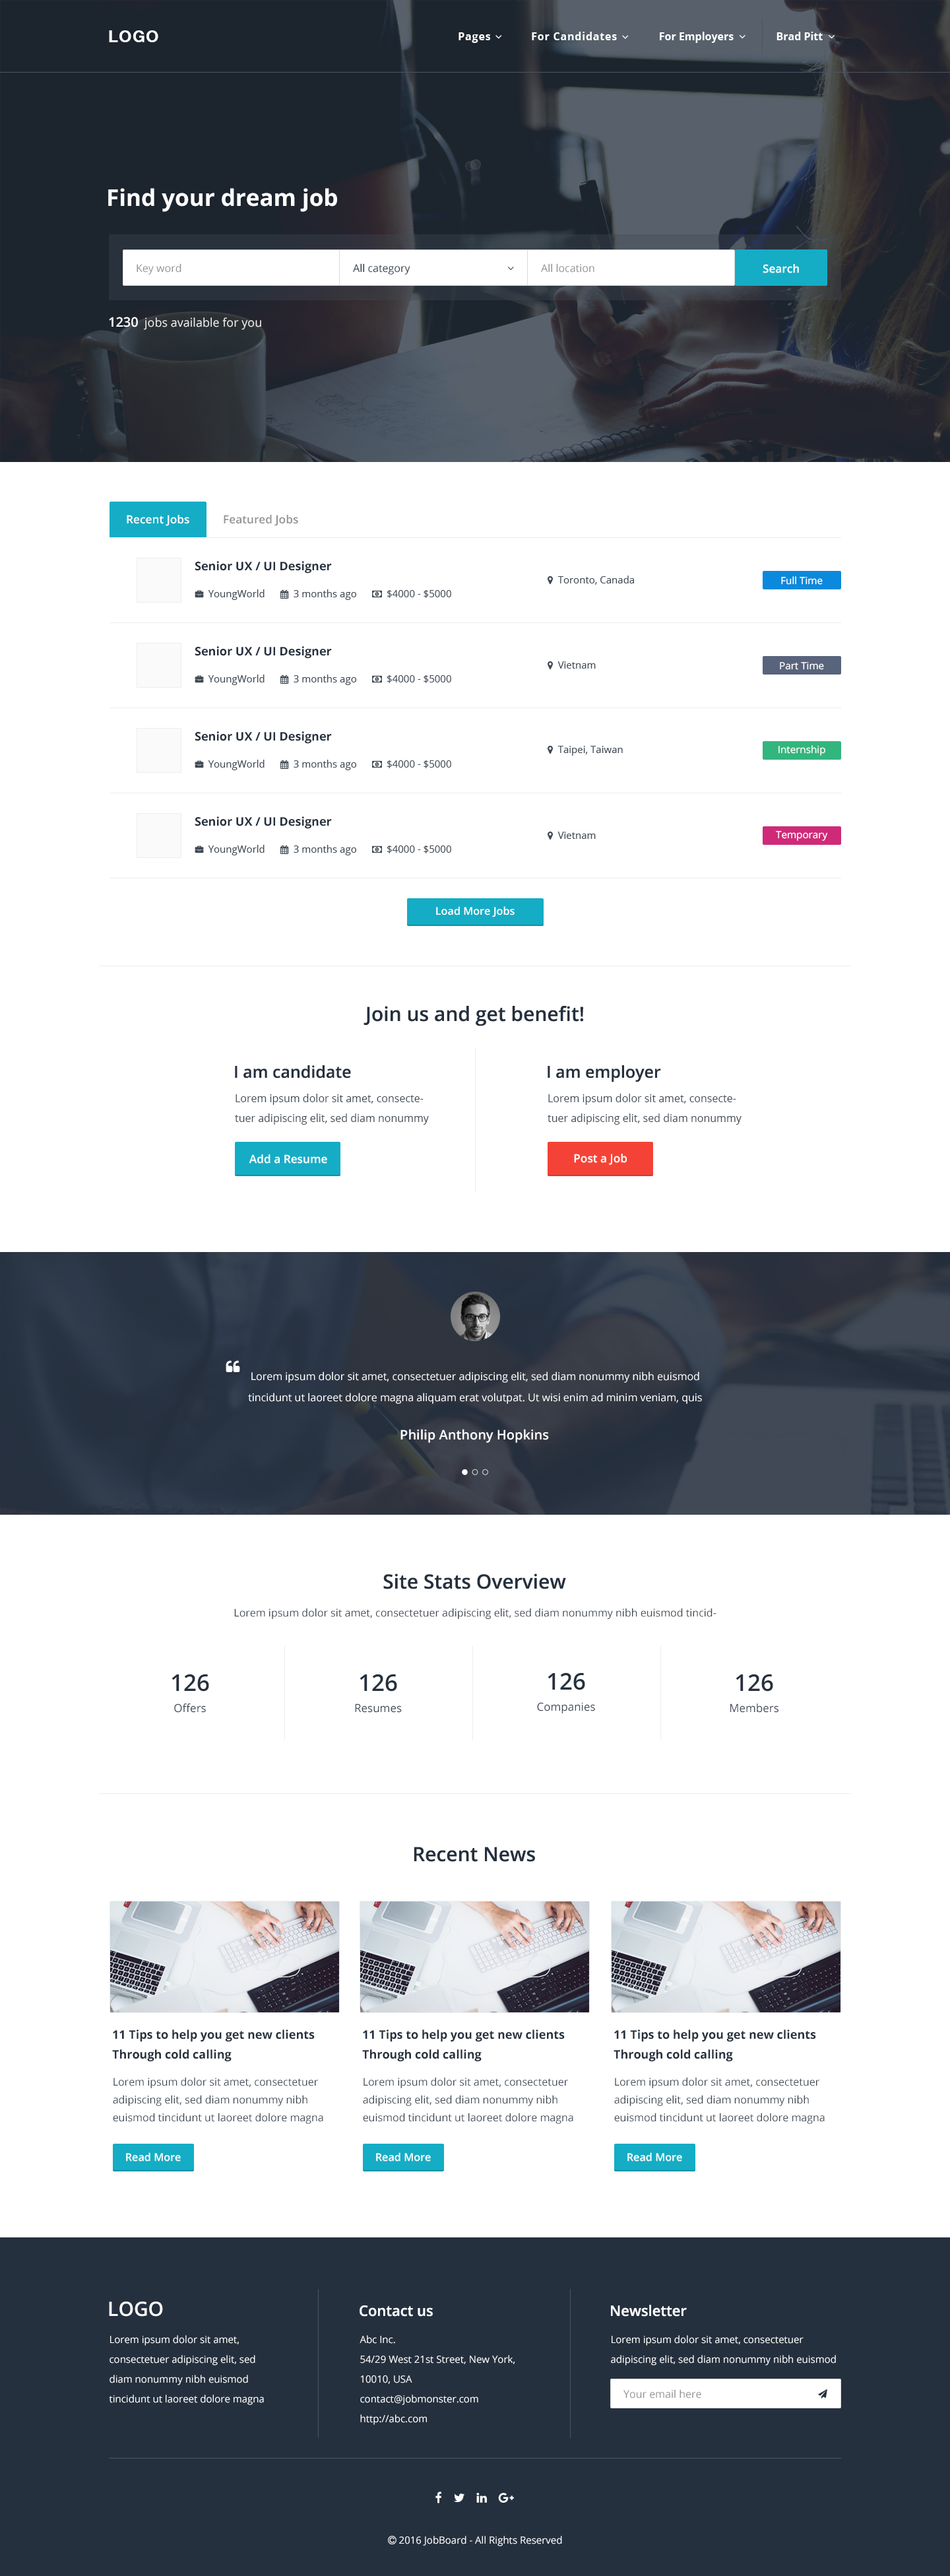 LOGO
Pages
For Candidates
For Employers
Brad Pitt
Find your dream job
Key word
All category
All location
Search
1230 jobs available for you
Recent Jobs
Featured Jobs
Senior UX / UI Designer
YoungWorld
3 months ago
$4000 - $5000
Toronto, Canada
Full Time
Senior UX / UI Designer
YoungWorld
3 months ago
$4000 - $5000
Vietnam
Part Time
Senior UX / UI Designer
YoungWorld
3 months ago
$4000 - $5000
Taipei, Taiwan
Internship
Senior UX / UI Designer
YoungWorld
3 months ago
$4000 - $5000
Vietnam
Temporary
Load More Jobs
Join us and get benefit!
I am candidate
Lorem ipsum dolor sit amet, consecte-
tuer adipiscing elit, sed diam nonummy
Add a Resume
I am employer
Lorem ipsum dolor sit amet, consecte-
tuer adipiscing elit, sed diam nonummy
Post a Job
“ Lorem ipsum dolor sit amet, consectetuer adipiscing elit, sed diam nonummy nibh euismod
tincidunt ut laoreet dolore magna aliquam erat volutpat. Ut wisi enim ad minim veniam, quis
Philip Anthony Hopkins
Site Stats Overview
Lorem ipsum dolor sit amet, consectetuer adipiscing elit, sed diam nonummy nibh euismod tincid-
126
Offers
126
Resumes
126
Companies
126
Members
Recent News
11 Tips to help you get new clients
Through cold calling
Lorem ipsum dolor sit amet, consectetuer
adipiscing elit, sed diam nonummy nibh
euismod tincidunt ut laoreet dolore magna
Read More
11 Tips to help you get new clients
Through cold calling
Lorem ipsum dolor sit amet, consectetuer
adipiscing elit, sed diam nonummy nibh
euismod tincidunt ut laoreet dolore magna
Read More
11 Tips to help you get new clients
Through cold calling
Lorem ipsum dolor sit amet, consectetuer
adipiscing elit, sed diam nonummy nibh
euismod tincidunt ut laoreet dolore magna
Read More
LOGO
Lorem ipsum dolor sit amet,
consectetuer adipiscing elit, sed
diam nonummy nibh euismod
tincidunt ut laoreet dolore magna
Contact us
Abc Inc.
54/29 West 21st Street, New York,
10010, USA
contact@jobmonster.com
http://abc.com
Newsletter
Lorem ipsum dolor sit amet, consectetuer
adipiscing elit, sed diam nonummy nibh euismod
Your email here
© 2016 JobBoard - All Rights Reserved